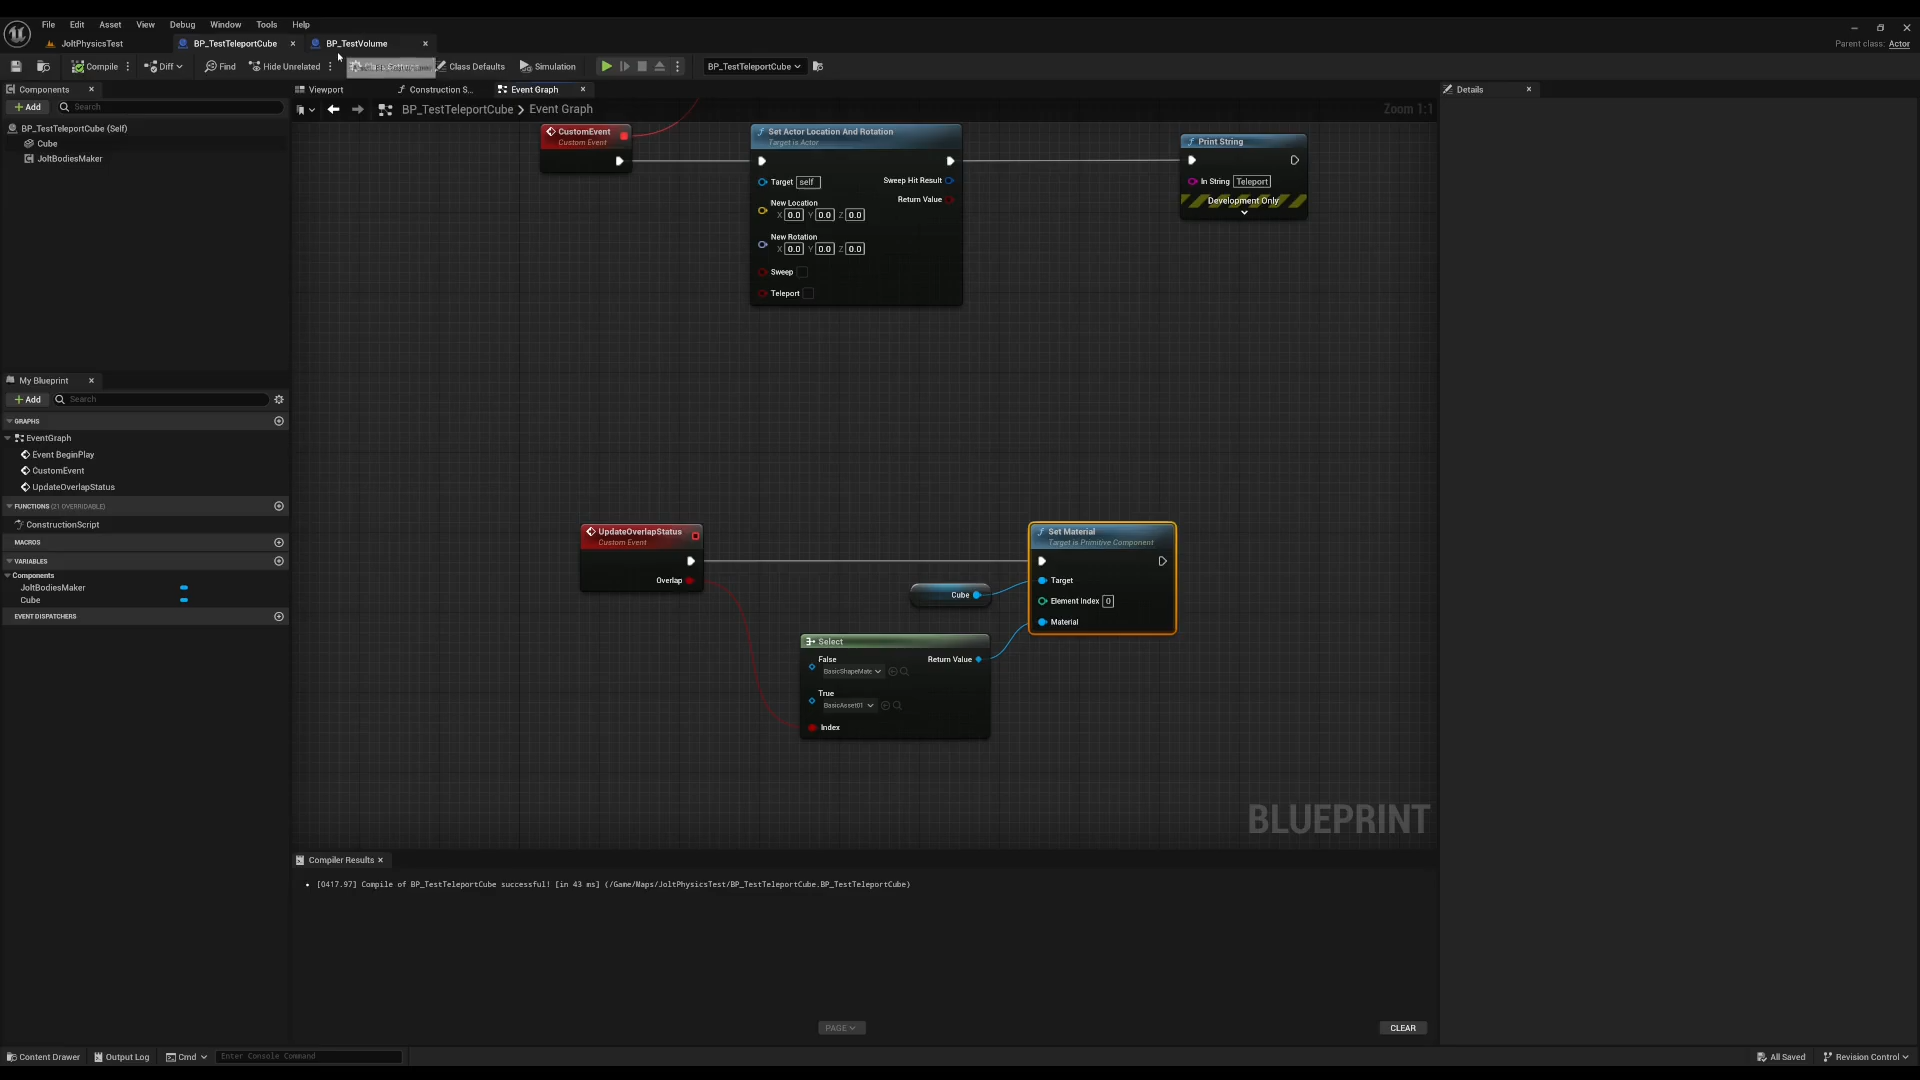 File Edit Asset View Debug Window Tools Help
JoltPhysicsTest BP_TestTeleportCube BP_TestVolume
Parent class: Actor
Compile Diff Find Hide Unrelated Class Settings Class Defaults Simulation BP_TestTeleportCube
Components Viewport Construction S... Event Graph Details
+ Add Search
BP_TestTeleportCube > Event Graph Zoom 1:1
BP_TestTeleportCube (Self)
Cube
JoltBodiesMaker
CustomEvent
Custom Event
Set Actor Location And Rotation
Target is Actor
Target self
Sweep Hit Result
New Location
Return Value
X 0.0 Y 0.0 Z 0.0
New Rotation
X 0.0 Y 0.0 Z 0.0
Sweep
Teleport
Print String
In String Teleport
Development Only
My Blueprint
+ Add Search
GRAPHS
EventGraph
Event BeginPlay
CustomEvent
UpdateOverlapStatus
FUNCTIONS (21 OVERRIDABLE)
ConstructionScript
MACROS
VARIABLES
Components
JoltBodiesMaker
Cube
EVENT DISPATCHERS
UpdateOverlapStatus
Custom Event
Overlap
Cube
Select
False
BasicShapeMate
Return Value
True
BasicAsset01
Index
Set Material
Target is Primitive Component
Target
Element Index 0
Material
BLUEPRINT
Compiler Results
• [0417.97] Compile of BP_TestTeleportCube successful! [in 43 ms] (/Game/Maps/JoltPhysicsTest/BP_TestTeleportCube.BP_TestTeleportCube)
PAGE CLEAR
Content Drawer Output Log Cmd Enter Console Command All Saved Revision Control